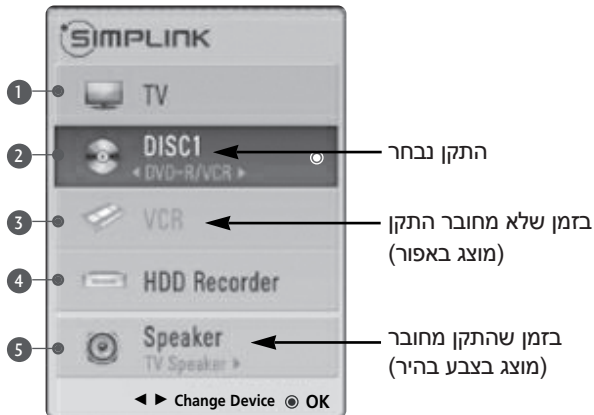 SIMPLINK
1 TV
2 DISC1
◄ DVD-R/VCR ►
התקן נבחר
3 VCR
בזמן שלא מחובר התקן
(מוצג באפור)
4 HDD Recorder
5 Speaker
TV Speaker ►
בזמן שהתקן מחובר
(מוצג בצבע בהיר)
◄ ► Change Device ◉ OK